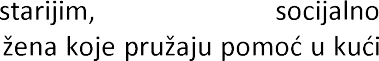 starijim, socijalno
žena koje pružaju pomoć u kući